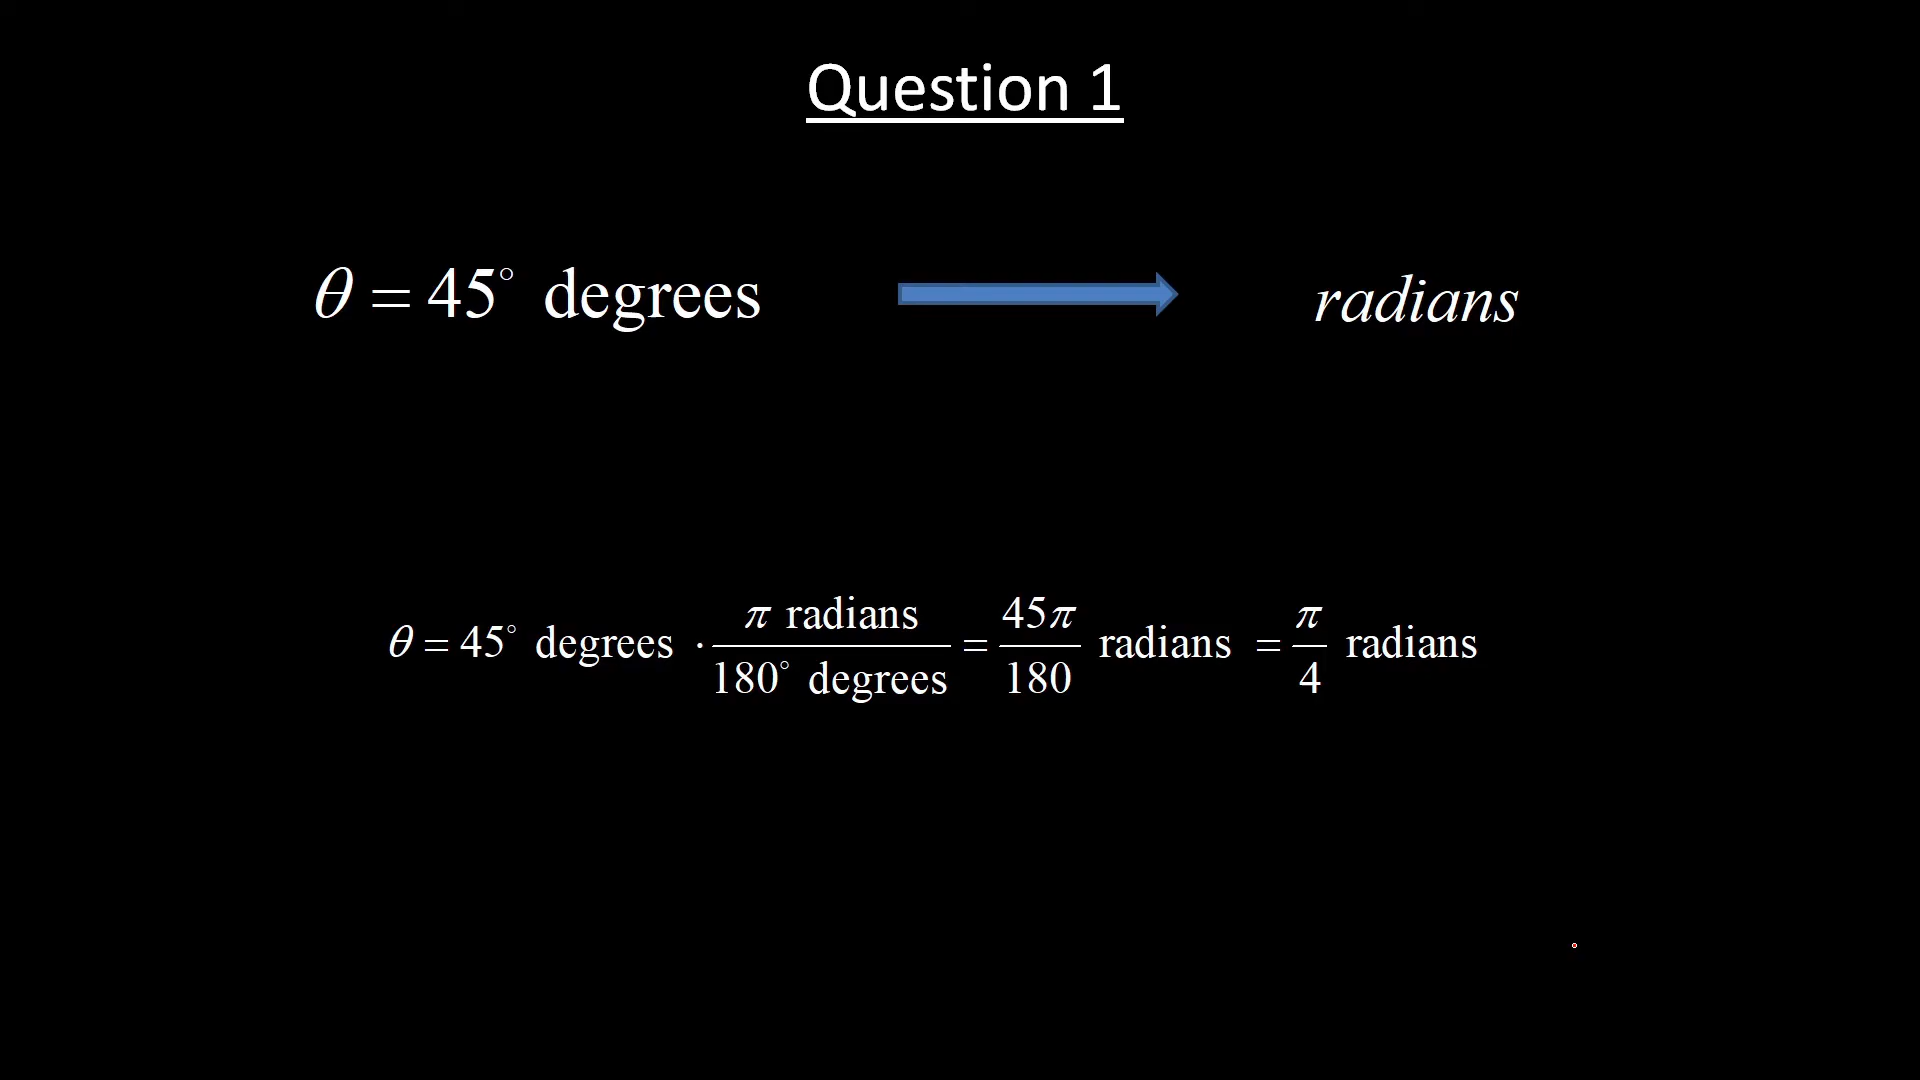 Question 1
θ = 45° degrees radians
θ = 45° degrees · π radians / 180° degrees = 45π / 180 radians = π / 4 radians